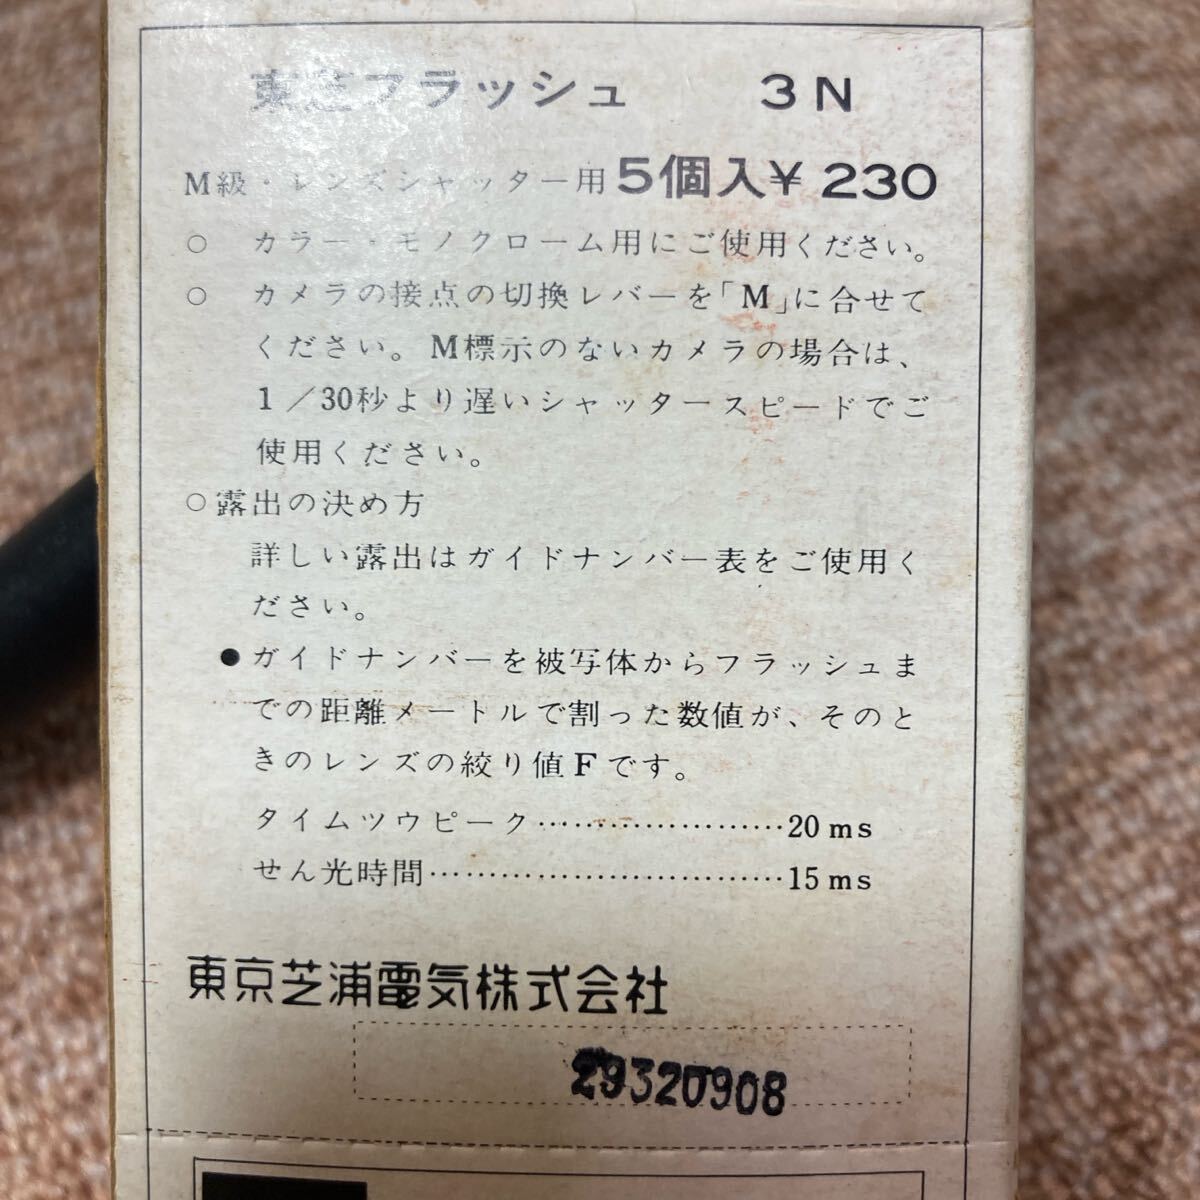 東芝フラッシュ 3N
M級・レンズシャッター用5個入¥230
○ カラー・モノクローム用にご使用ください。
○ カメラの接点の切換レバーを「M」に合せて
ください。M標示のないカメラの場合は、
1/30秒より遅いシャッタースピードでご
使用ください。
○露出の決め方
詳しい露出はガイドナンバー表をご使用く
ださい。
●ガイドナンバーを被写体からフラッシュま
での距離メートルで割った数値が、そのと
きのレンズの絞り値Fです。
タイムツウピーク…………………20ms
せん光時間…………………………15ms
東京芝浦電気株式会社
29320908